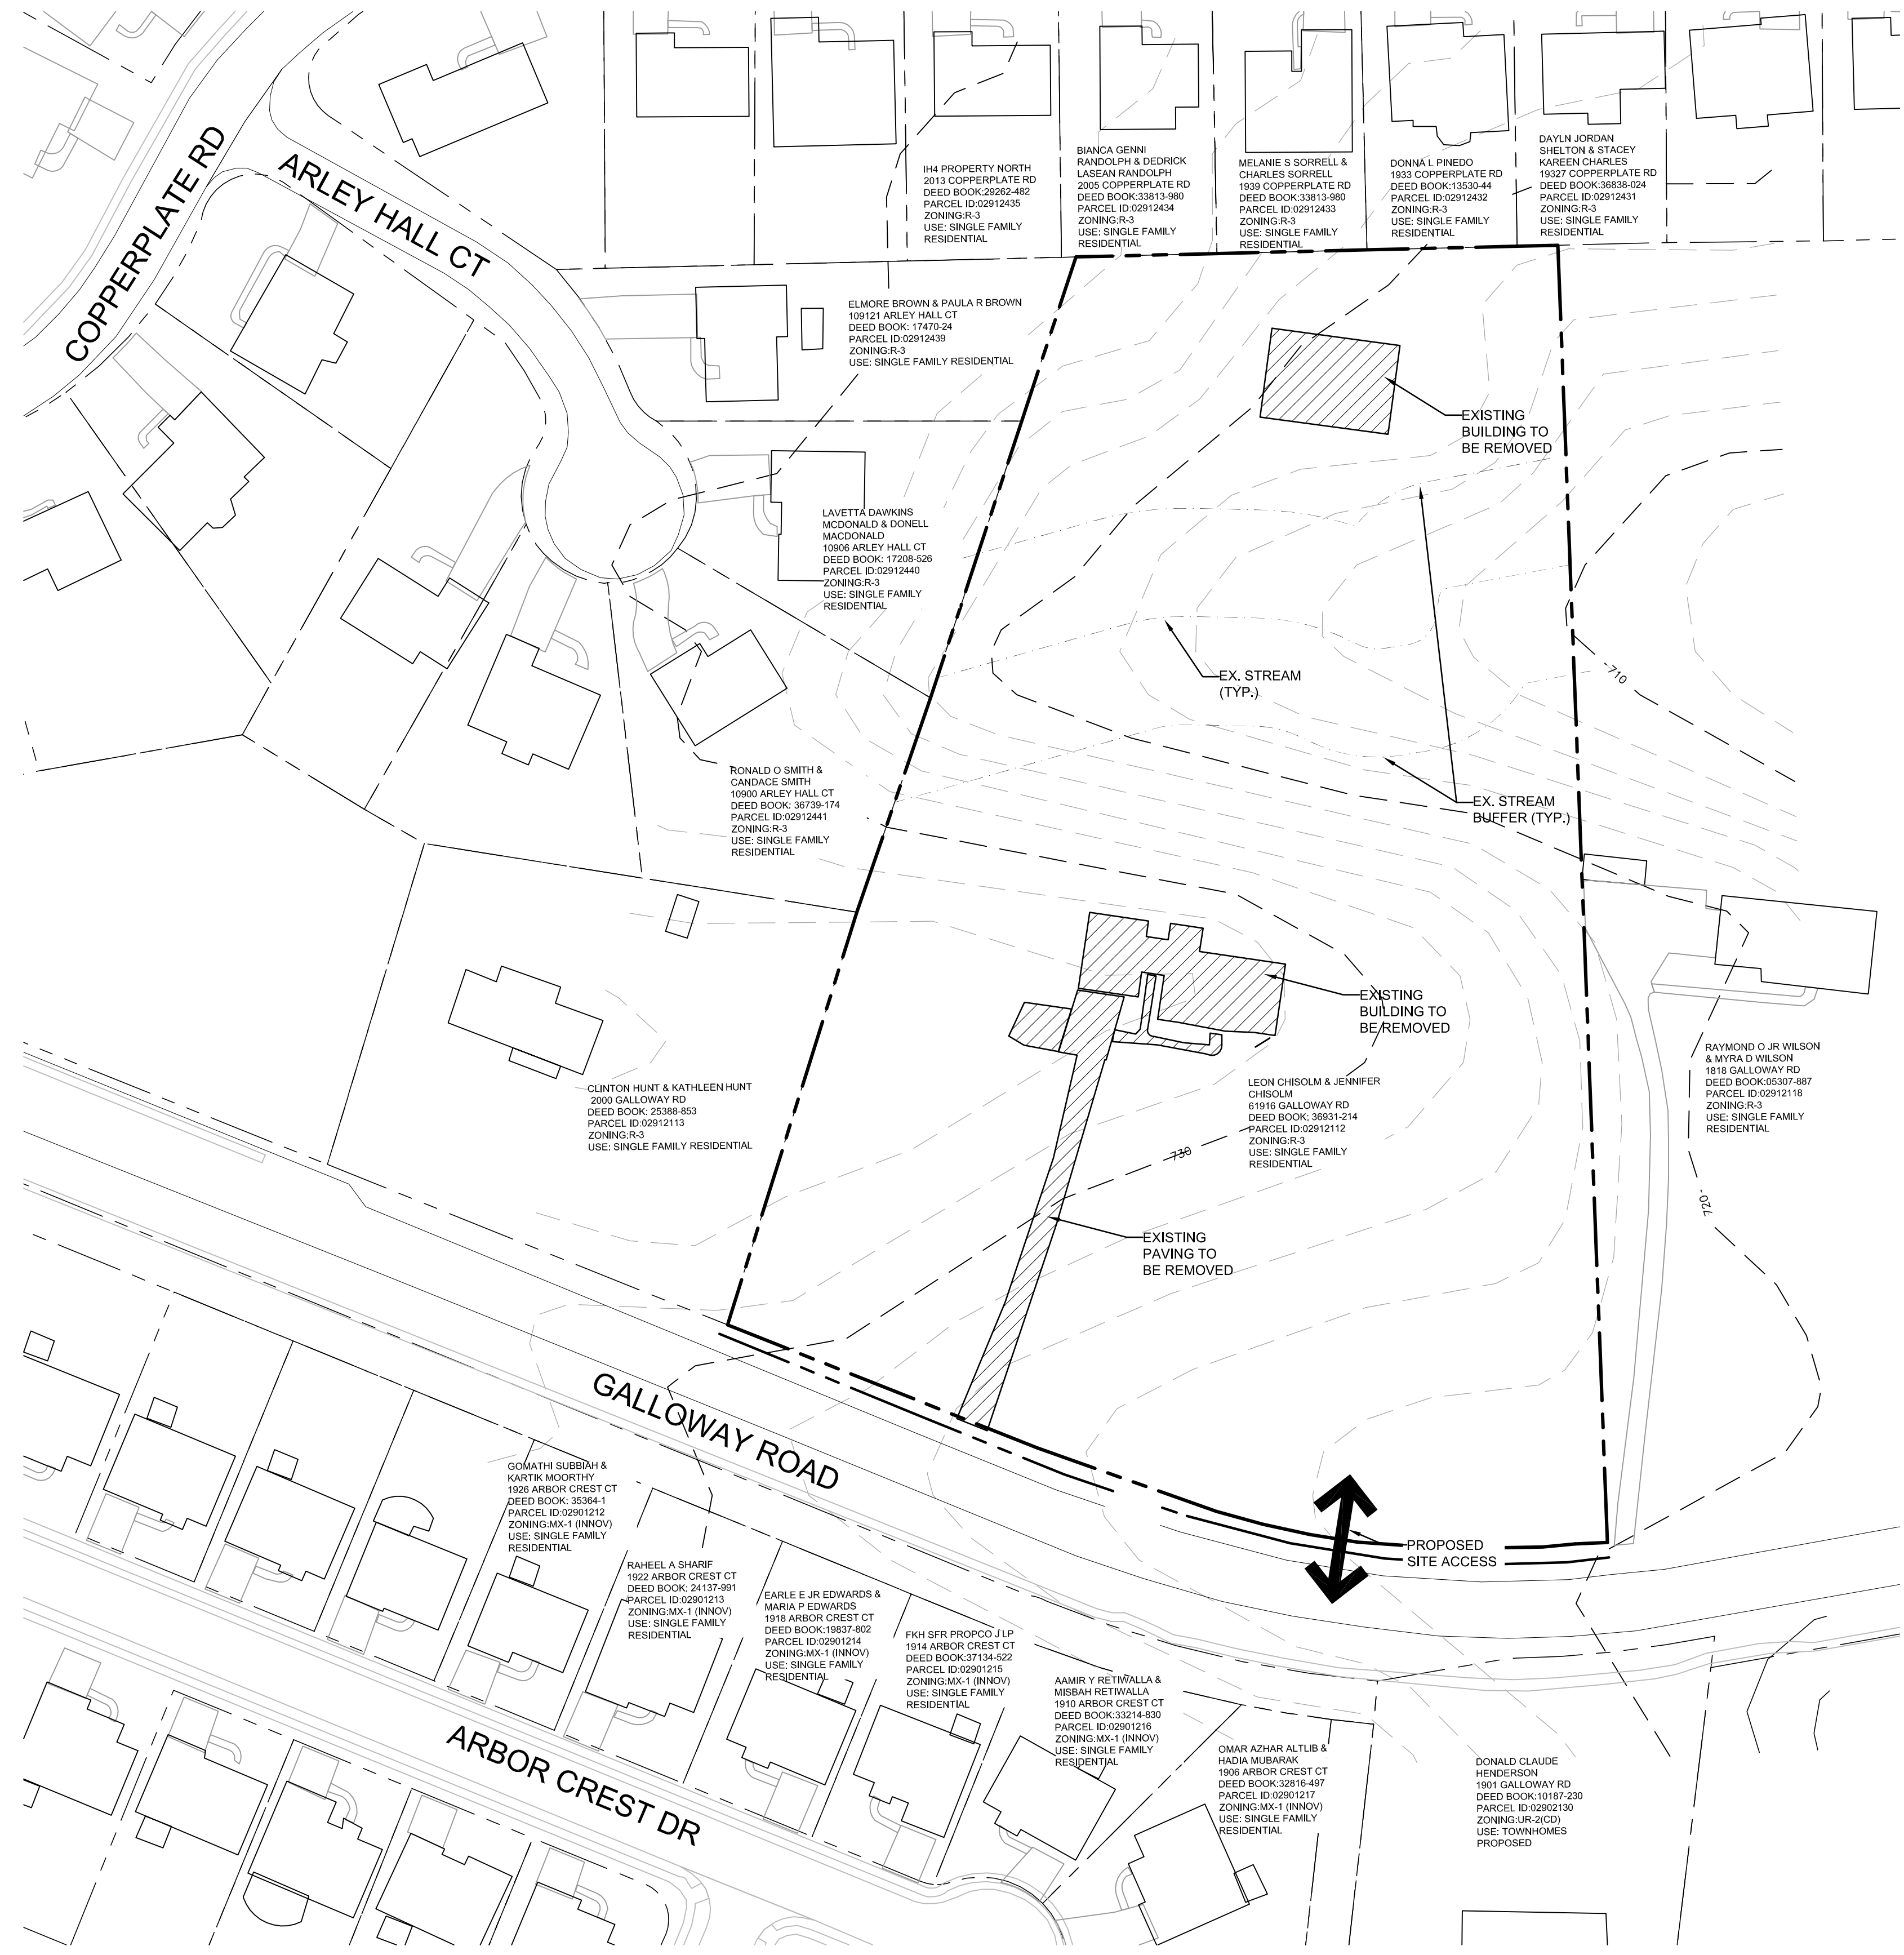 COPPERPLATE RD
ARLEY HALL CT
IH4 PROPERTY NORTH
2013 COPPERPLATE RD
DEED BOOK:29262-482
PARCEL ID:02912435
ZONING:R-3
USE: SINGLE FAMILY
RESIDENTIAL
BIANCA GENNI
RANDOLPH & DEDRICK
LASEAN RANDOLPH
2005 COPPERPLATE RD
DEED BOOK:33813-980
PARCEL ID:02912434
ZONING:R-3
USE: SINGLE FAMILY
RESIDENTIAL
MELANIE S SORRELL &
CHARLES SORRELL
1939 COPPERPLATE RD
DEED BOOK:33813-980
PARCEL ID:02912433
ZONING:R-3
USE: SINGLE FAMILY
RESIDENTIAL
DONNA L PINEDO
1933 COPPERPLATE RD
DEED BOOK:13530-44
PARCEL ID:02912432
ZONING:R-3
USE: SINGLE FAMILY
RESIDENTIAL
DAYLN JORDAN
SHELTON & STACEY
KAREEN CHARLES
19327 COPPERPLATE RD
DEED BOOK:36838-024
PARCEL ID:02912431
ZONING:R-3
USE: SINGLE FAMILY
RESIDENTIAL
ELMORE BROWN & PAULA R BROWN
109121 ARLEY HALL CT
DEED BOOK: 17470-24
PARCEL ID:02912439
ZONING:R-3
USE: SINGLE FAMILY RESIDENTIAL
EXISTING
BUILDING TO
BE REMOVED
LAVETTA DAWKINS
MCDONALD & DONELL
MACDONALD
10906 ARLEY HALL CT
DEED BOOK: 17208-526
PARCEL ID:02912440
ZONING:R-3
USE: SINGLE FAMILY
RESIDENTIAL
EX. STREAM
(TYP.)
710
RONALD O SMITH &
CANDACE SMITH
10900 ARLEY HALL CT
DEED BOOK: 36739-174
PARCEL ID:02912441
ZONING:R-3
USE: SINGLE FAMILY
RESIDENTIAL
EX. STREAM
BUFFER (TYP.)
EXISTING
BUILDING TO
BE REMOVED
RAYMOND O JR WILSON
& MYRA D WILSON
1818 GALLOWAY RD
DEED BOOK:05307-887
PARCEL ID:02912118
ZONING:R-3
USE: SINGLE FAMILY
RESIDENTIAL
CLINTON HUNT & KATHLEEN HUNT
2000 GALLOWAY RD
DEED BOOK: 25388-853
PARCEL ID:02912113
ZONING:R-3
USE: SINGLE FAMILY RESIDENTIAL
LEON CHISOLM & JENNIFER
CHISOLM
61916 GALLOWAY RD
DEED BOOK: 36931-214
PARCEL ID:02912112
ZONING:R-3
USE: SINGLE FAMILY
RESIDENTIAL
730
720
EXISTING
PAVING TO
BE REMOVED
GALLOWAY ROAD
PROPOSED
SITE ACCESS
GOMATHI SUBBIAH &
KARTIK MOORTHY
1926 ARBOR CREST CT
DEED BOOK: 35364-1
PARCEL ID:02901212
ZONING:MX-1 (INNOV)
USE: SINGLE FAMILY
RESIDENTIAL
RAHEEL A SHARIF
1922 ARBOR CREST CT
DEED BOOK: 24137-991
PARCEL ID:02901213
ZONING:MX-1 (INNOV)
USE: SINGLE FAMILY
RESIDENTIAL
EARLE E JR EDWARDS &
MARIA P EDWARDS
1918 ARBOR CREST CT
DEED BOOK:19837-802
PARCEL ID:02901214
ZONING:MX-1 (INNOV)
USE: SINGLE FAMILY
RESIDENTIAL
FKH SFR PROPCO J LP
1914 ARBOR CREST CT
DEED BOOK:37134-522
PARCEL ID:02901215
ZONING:MX-1 (INNOV)
USE: SINGLE FAMILY
RESIDENTIAL
AAMIR Y RETIWALLA &
MISBAH RETIWALLA
1910 ARBOR CREST CT
DEED BOOK:33214-830
PARCEL ID:02901216
ZONING:MX-1 (INNOV)
USE: SINGLE FAMILY
RESIDENTIAL
OMAR AZHAR ALTLIB &
HADIA MUBARAK
1906 ARBOR CREST CT
DEED BOOK:32816-497
PARCEL ID:02901217
ZONING:MX-1 (INNOV)
USE: SINGLE FAMILY
RESIDENTIAL
DONALD CLAUDE
HENDERSON
1901 GALLOWAY RD
DEED BOOK:10187-230
PARCEL ID:02902130
ZONING:UR-2(CD)
USE: TOWNHOMES
PROPOSED
ARBOR CREST DR